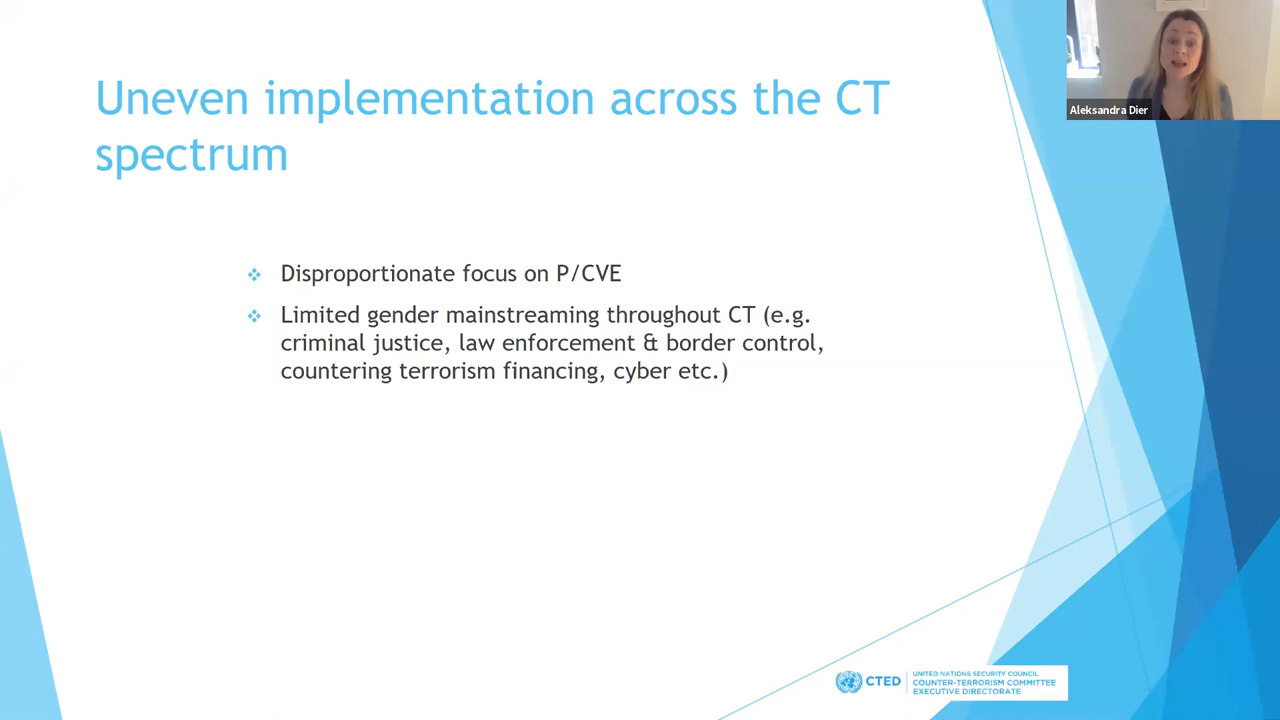 Uneven implementation across the CT
spectrum
Disproportionate focus on P/CVE
Limited gender mainstreaming throughout CT (e.g.
criminal justice, law enforcement & border control,
countering terrorism financing, cyber etc.)
Aleksandra Dier
CTED
UNITED NATIONS SECURITY COUNCIL
COUNTER-TERRORISM COMMITTEE
EXECUTIVE DIRECTORATE